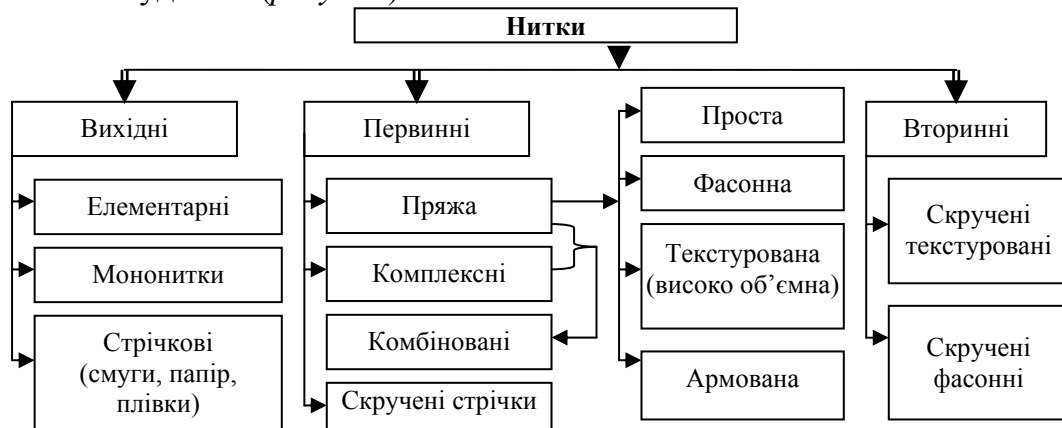 Нитки
Вихідні
Елементарні
Мононитки
Стрічкові
(смуги, папір,
плівки)
Первинні
Пряжа
Комплексні
Комбіновані
Скручені стрічки
Проста
Фасонна
Текстурована
(високо об’ємна)
Армована
Вторинні
Скручені
текстуровані
Скручені
фасонні